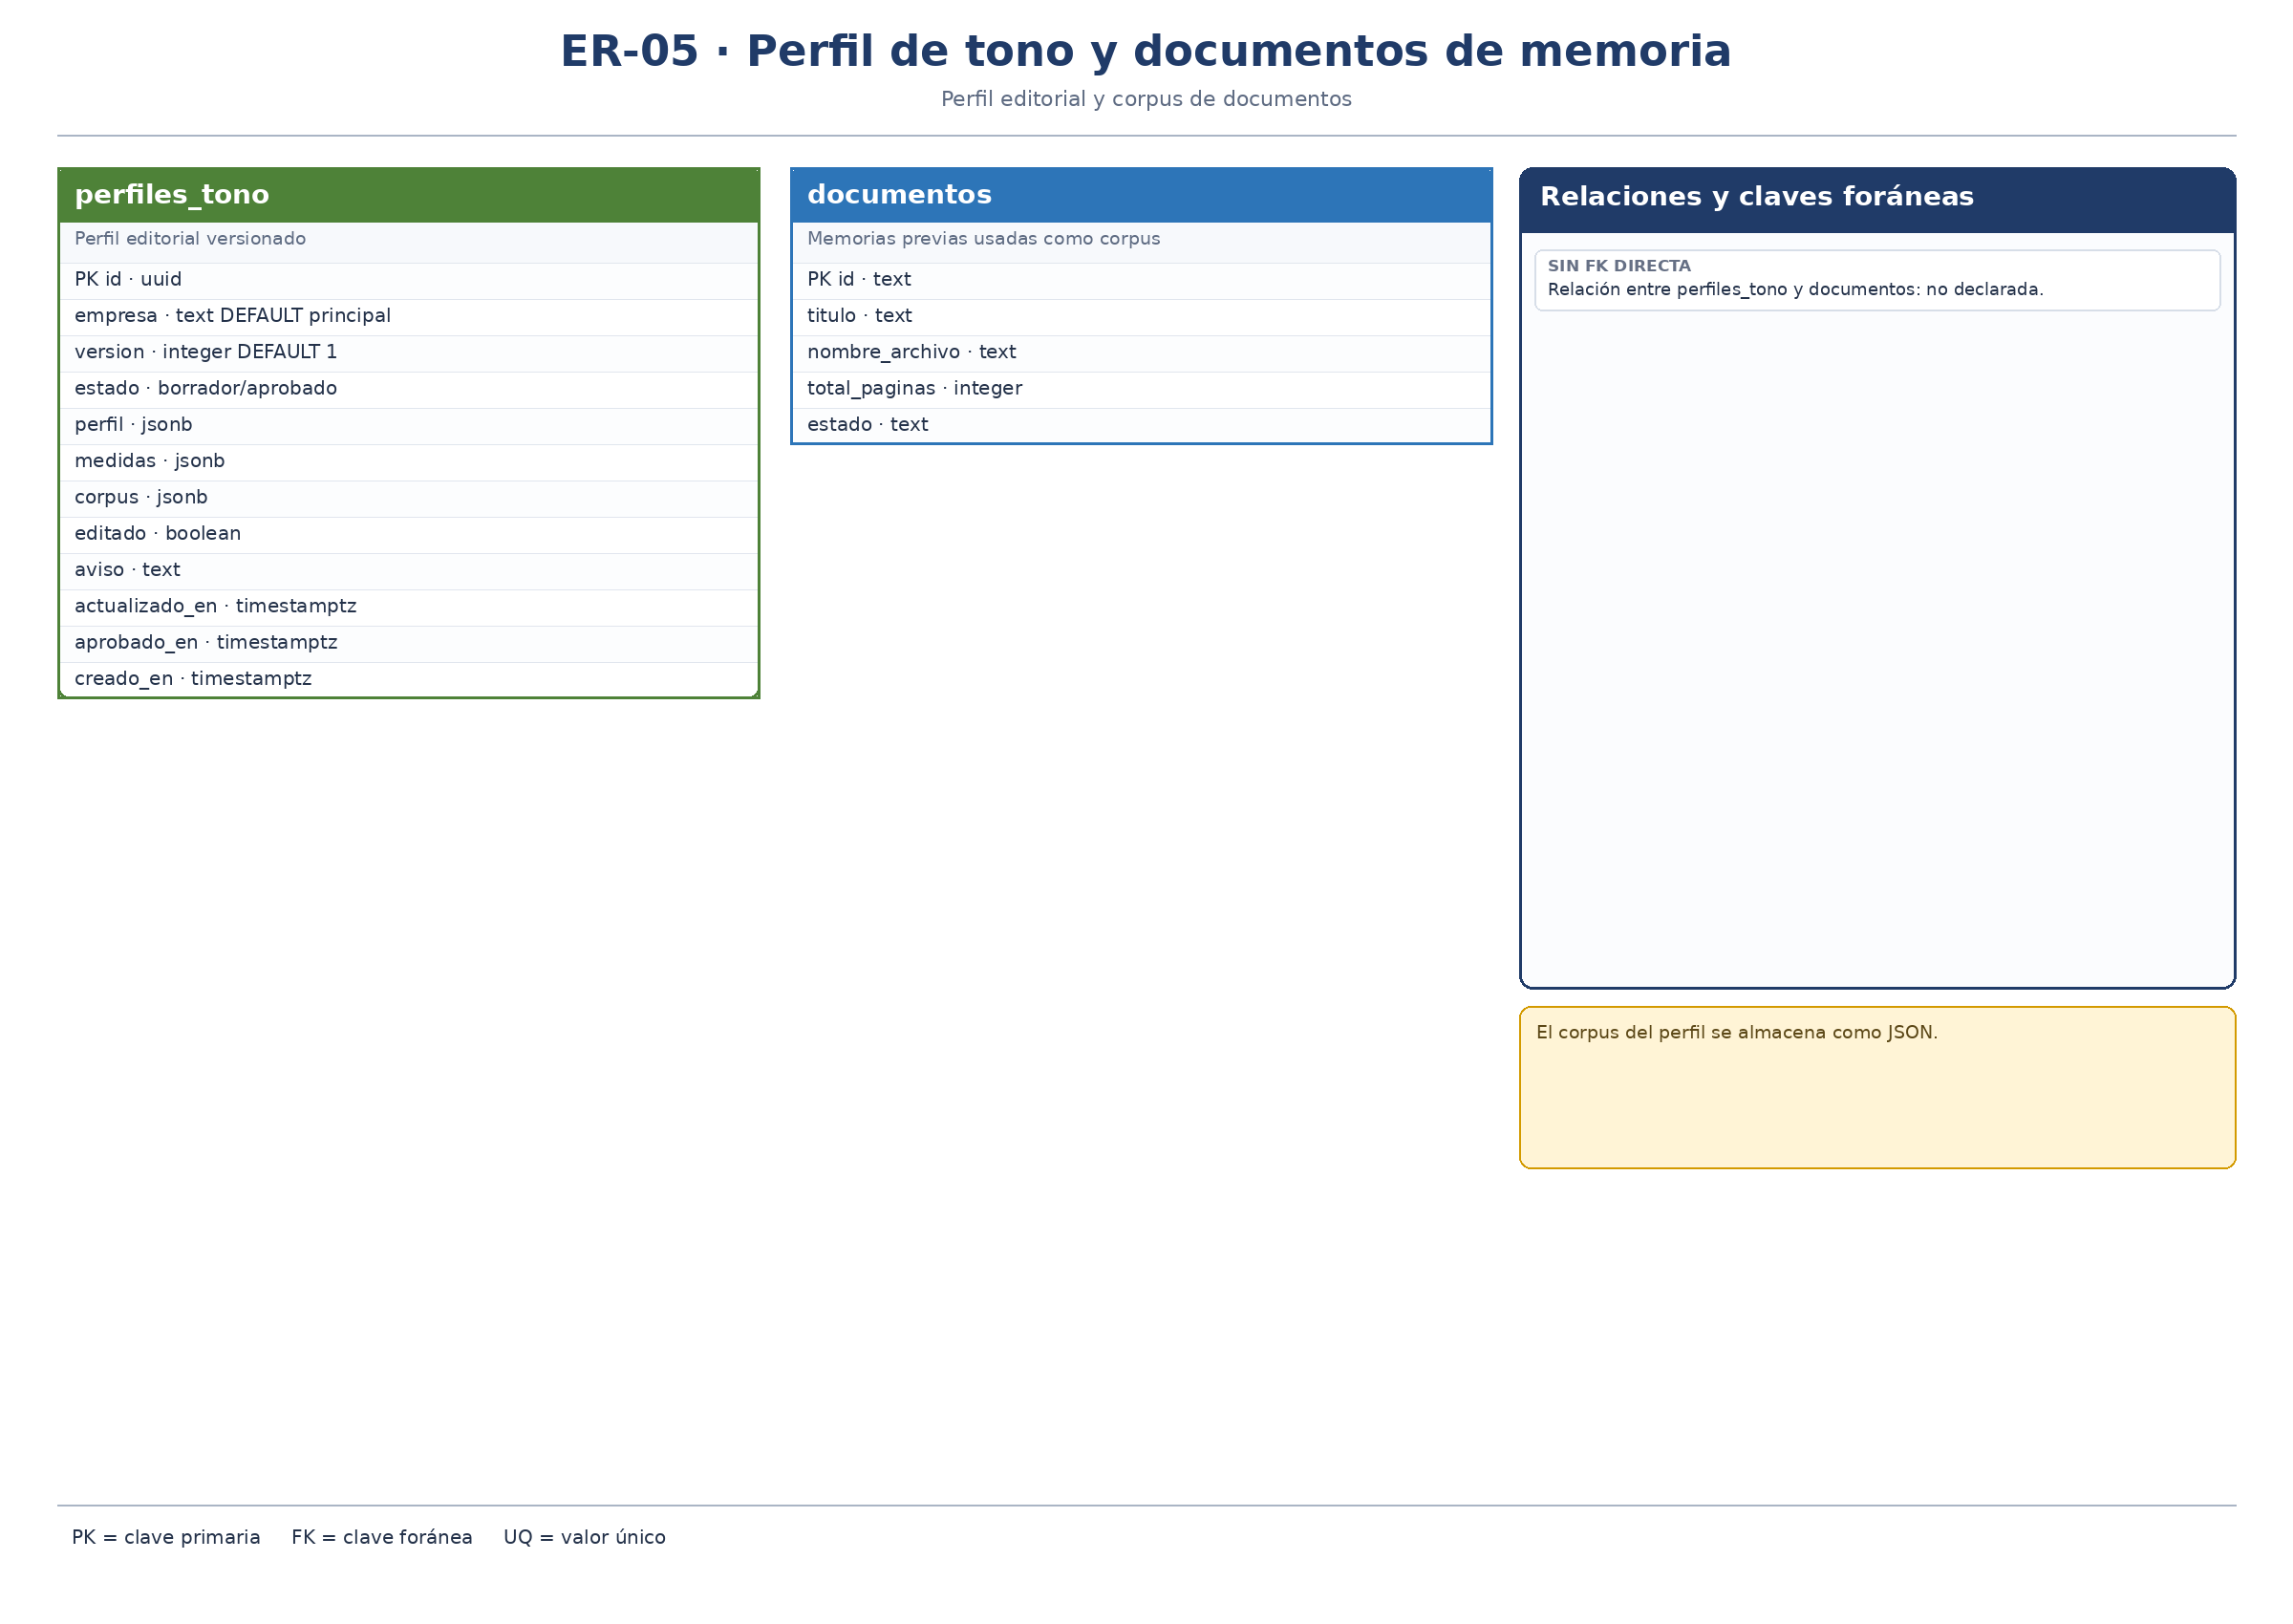 ER-05 · Perfil de tono y documentos de memoria
Perfil editorial y corpus de documentos
perfiles_tono
Perfil editorial versionado
PK id · uuid
empresa · text DEFAULT principal
version · integer DEFAULT 1
estado · borrador/aprobado
perfil · jsonb
medidas · jsonb
corpus · jsonb
editado · boolean
aviso · text
actualizado_en · timestamptz
aprobado_en · timestamptz
creado_en · timestamptz
documentos
Memorias previas usadas como corpus
PK id · text
titulo · text
nombre_archivo · text
total_paginas · integer
estado · text
Relaciones y claves foráneas
SIN FK DIRECTA
Relación entre perfiles_tono y documentos: no declarada.
El corpus del perfil se almacena como JSON.
PK = clave primaria FK = clave foránea UQ = valor único